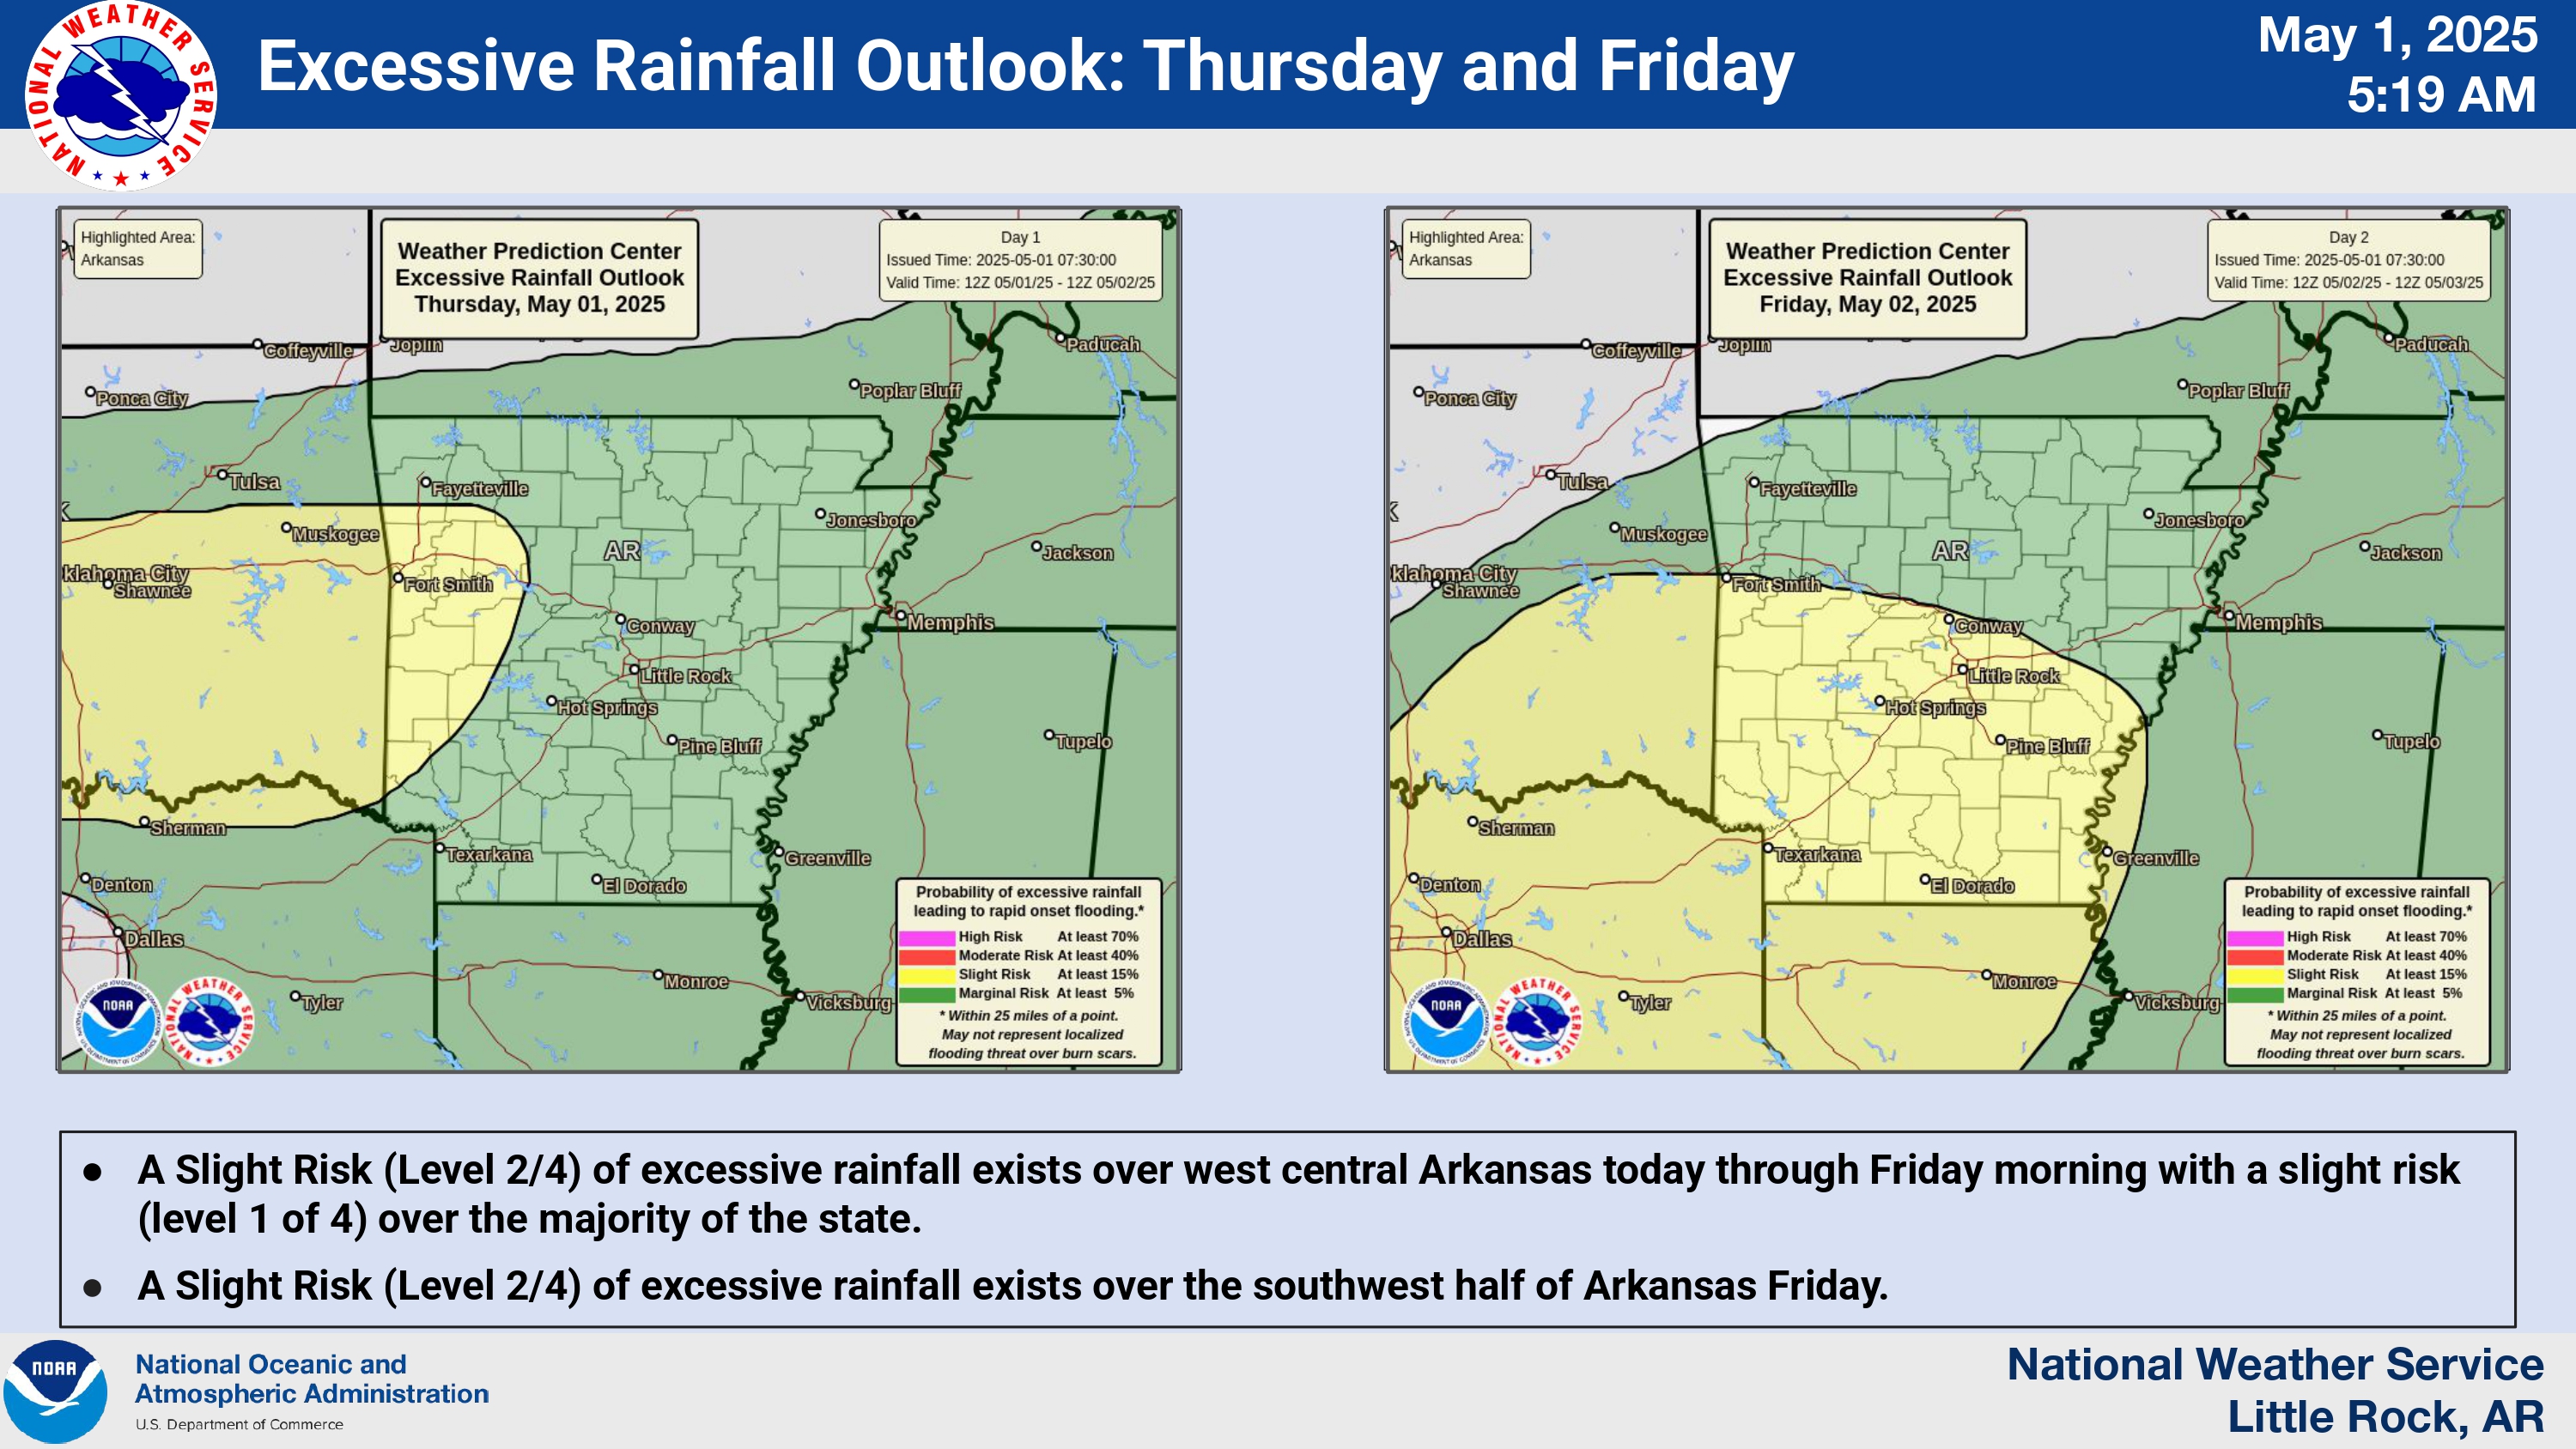 NATIONAL WEATHER SERVICE
Excessive Rainfall Outlook: Thursday and Friday
May 1, 2025
5:19 AM
Highlighted Area:
Arkansas
Weather Prediction Center
Excessive Rainfall Outlook
Thursday, May 01, 2025
Day 1
Issued Time: 2025-05-01 07:30:00
Valid Time: 12Z 05/01/25 - 12Z 05/02/25
Coffeyville
Joplin
Paducah
Ponca City
Poplar Bluff
Tulsa
Fayetteville
Muskogee
Jonesboro
AR
Jackson
klahoma City
Shawnee
Fort Smith
Conway
Memphis
Little Rock
Hot Springs
Pine Bluff
Tupelo
Sherman
Texarkana
Greenville
Denton
El Dorado
Dallas
Monroe
Tyler
Vicksburg
Probability of excessive rainfall
leading to rapid onset flooding.*
High Risk At least 70%
Moderate Risk At least 40%
Slight Risk At least 15%
Marginal Risk At least 5%
* Within 25 miles of a point.
May not represent localized
flooding threat over burn scars.
NOAA
NATIONAL WEATHER SERVICE
Highlighted Area:
Arkansas
Weather Prediction Center
Excessive Rainfall Outlook
Friday, May 02, 2025
Day 2
Issued Time: 2025-05-01 07:30:00
Valid Time: 12Z 05/02/25 - 12Z 05/03/25
Coffeyville
Joplin
Paducah
Ponca City
Poplar Bluff
Tulsa
Fayetteville
Muskogee
Jonesboro
AR
Jackson
klahoma City
Shawnee
Fort Smith
Conway
Memphis
Little Rock
Hot Springs
Pine Bluff
Tupelo
Sherman
Texarkana
Greenville
Denton
El Dorado
Dallas
Monroe
Tyler
Vicksburg
Probability of excessive rainfall
leading to rapid onset flooding.*
High Risk At least 70%
Moderate Risk At least 40%
Slight Risk At least 15%
Marginal Risk At least 5%
* Within 25 miles of a point.
May not represent localized
flooding threat over burn scars.
NOAA
NATIONAL WEATHER SERVICE
● A Slight Risk (Level 2/4) of excessive rainfall exists over west central Arkansas today through Friday morning with a slight risk
(level 1 of 4) over the majority of the state.
● A Slight Risk (Level 2/4) of excessive rainfall exists over the southwest half of Arkansas Friday.
NOAA
National Oceanic and
Atmospheric Administration
U.S. Department of Commerce
National Weather Service
Little Rock, AR